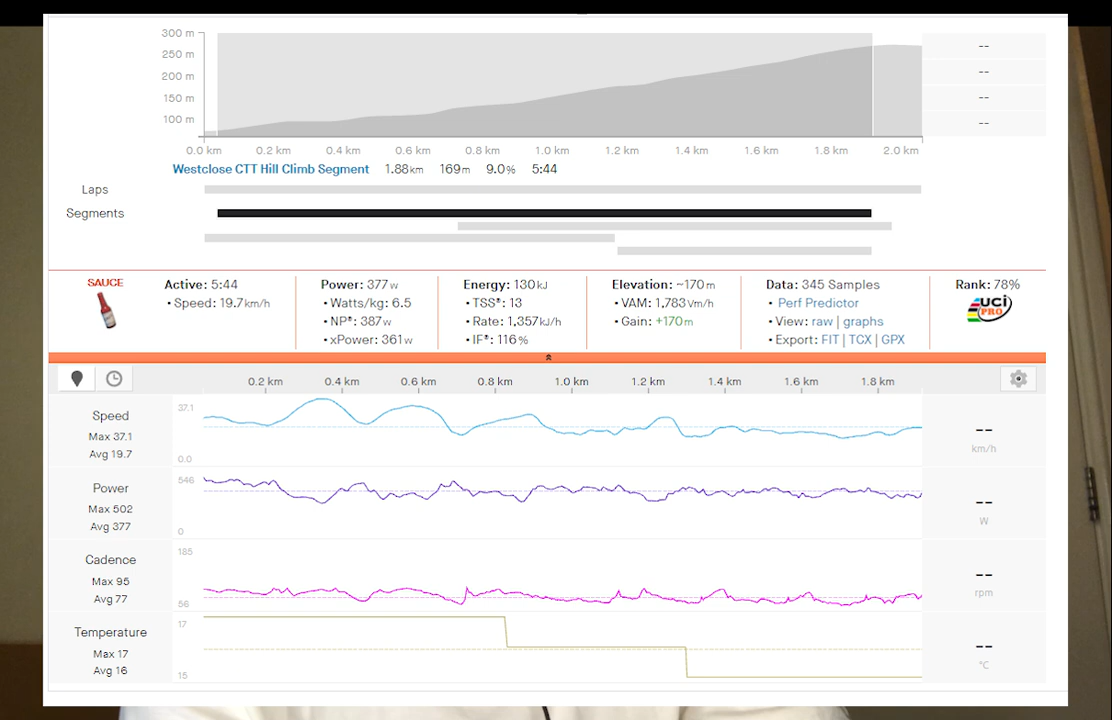 300 m
250 m
200 m
150 m
100 m
0.0 km 0.2 km 0.4 km 0.6 km 0.8 km 1.0 km 1.2 km 1.4 km 1.6 km 1.8 km 2.0 km
--
--
--
--
Westclose CTT Hill Climb Segment 1.88km 169m 9.0% 5:44
Laps
Segments
SAUCE
Active: 5:44
• Speed: 19.7km/h
Power: 377w
• Watts/kg: 6.5
• NP®: 387w
• xPower: 361w
Energy: 130kJ
• TSS®: 13
• Rate: 1,357kJ/h
• IF®: 116%
Elevation: ~170m
• VAM: 1,783Vm/h
• Gain: +170m
Data: 345 Samples
• Perf Predictor
• View: raw | graphs
• Export: FIT | TCX | GPX
Rank: 78%
UCI
PRO
0.2 km 0.4 km 0.6 km 0.8 km 1.0 km 1.2 km 1.4 km 1.6 km 1.8 km
Speed
Max 37.1
Avg 19.7
37.1
0.0
--
km/h
Power
Max 502
Avg 377
546
0
--
W
Cadence
Max 95
Avg 77
185
56
--
rpm
Temperature
Max 17
Avg 16
17
15
--
°C